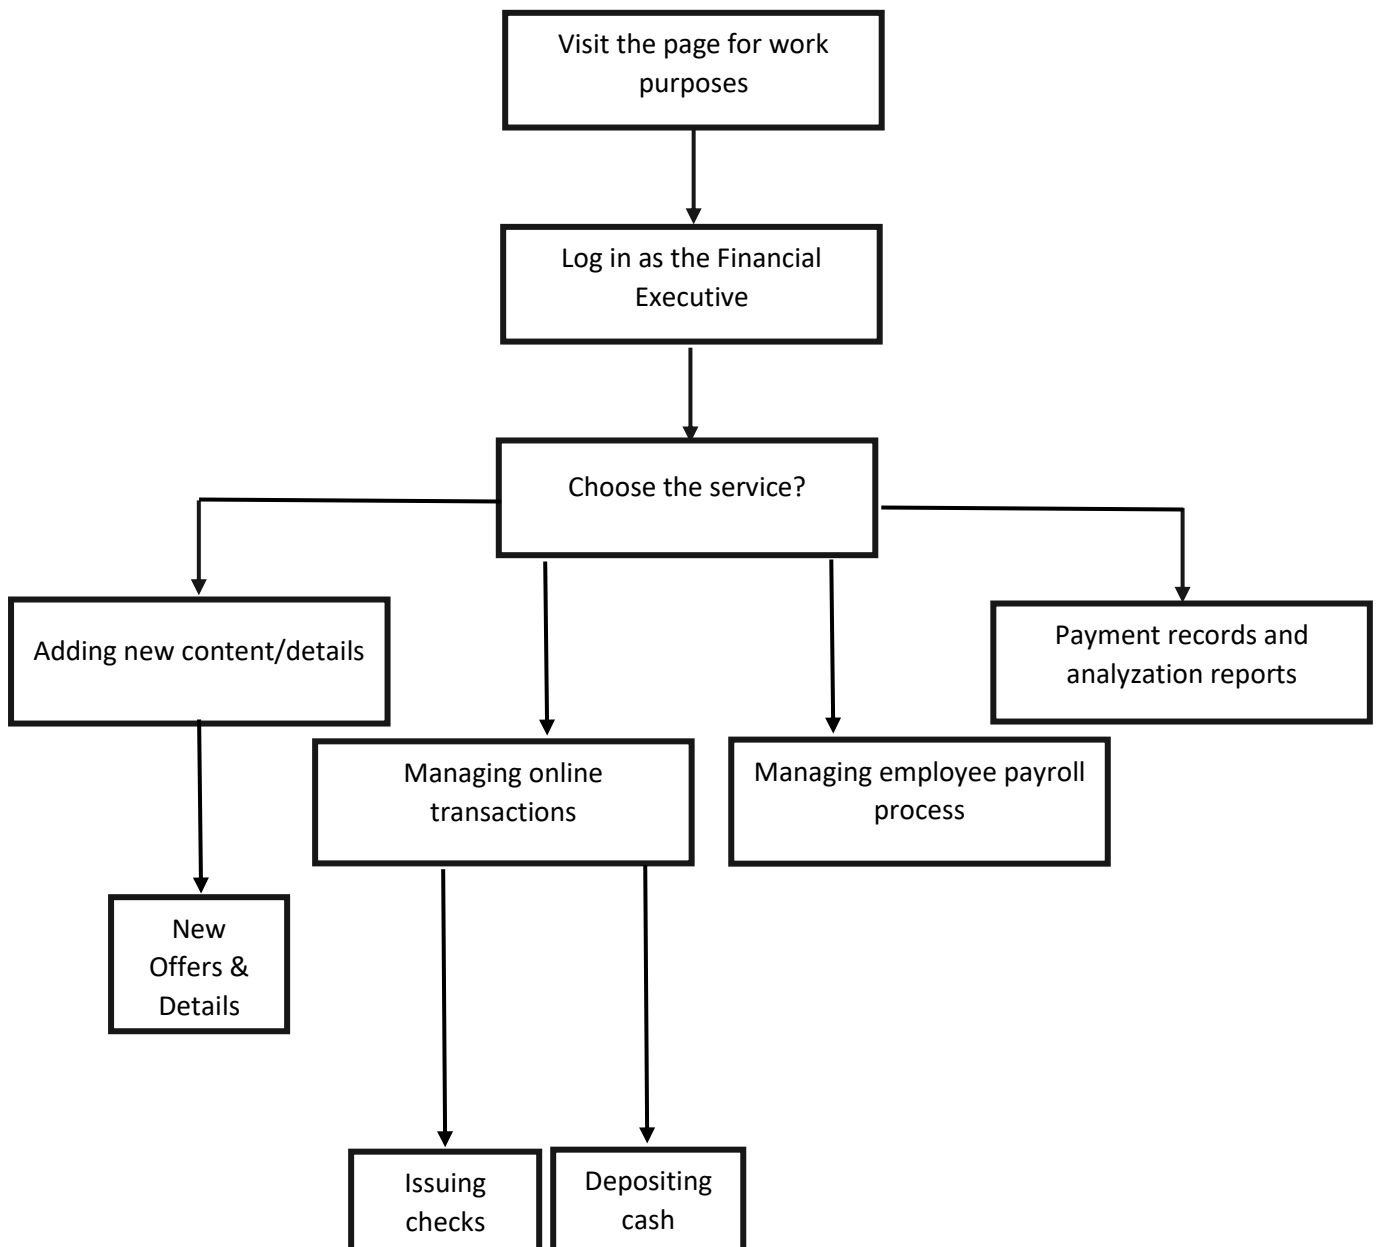 Visit the page for work
purposes
Log in as the Financial
Executive
Choose the service?
Adding new content/details
Payment records and
analyzation reports
Managing online
transactions
Managing employee payroll
process
New
Offers &
Details
Issuing
checks
Depositing
cash